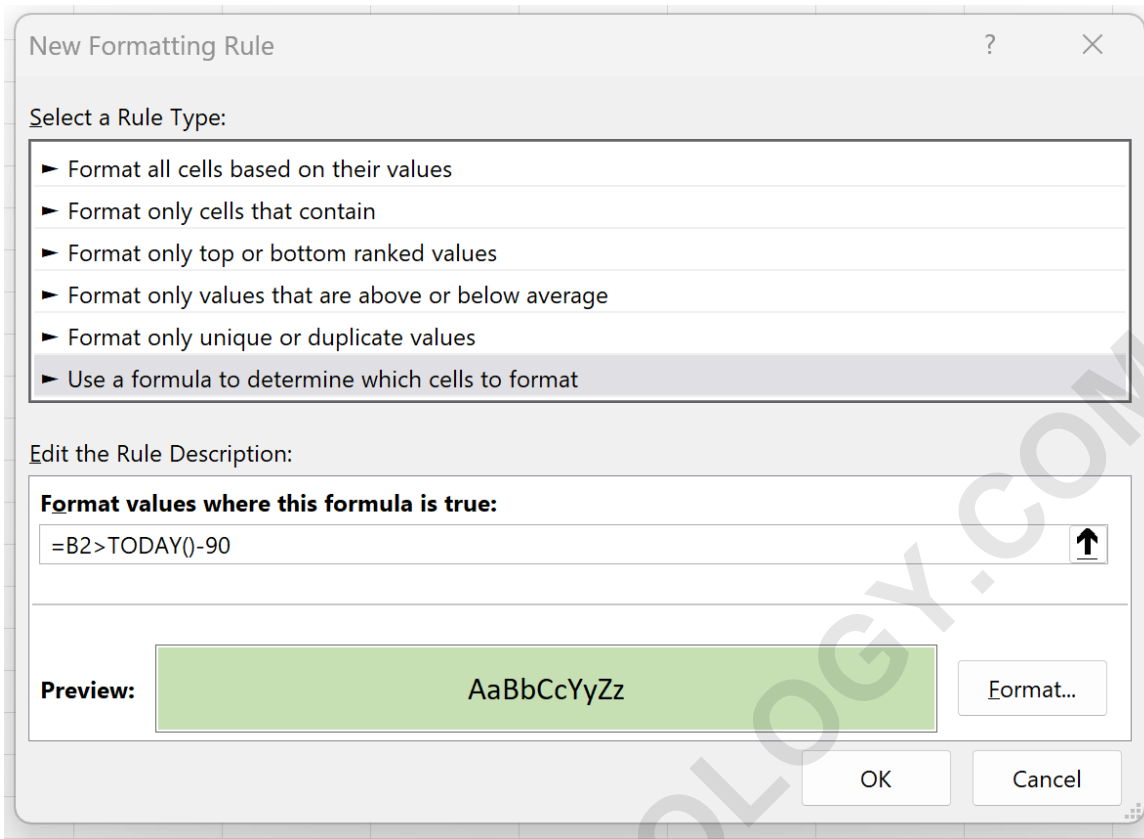 New Formatting Rule ?
Select a Rule Type:
► Format all cells based on their values
► Format only cells that contain
► Format only top or bottom ranked values
► Format only values that are above or below average
► Format only unique or duplicate values
► Use a formula to determine which cells to format
Edit the Rule Description:
Format values where this formula is true:
=B2>TODAY()-90
Preview: AaBbCcYyZz Format...
OK Cancel
OLOGY.COM